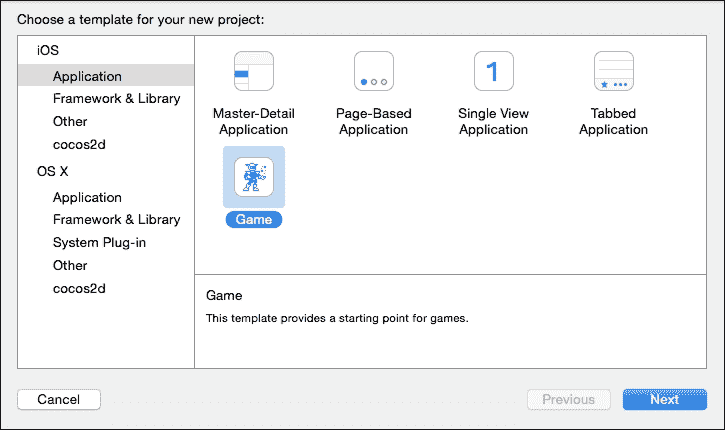 Choose a template for your new project:
iOS
Application
Framework & Library
Other
cocos2d
OS X
Application
Framework & Library
System Plug-in
Other
cocos2d
Master-Detail
Application
Page-Based
Application
1
Single View
Application
Tabbed
Application
Game
Game
This template provides a starting point for games.
Cancel
Previous
Next